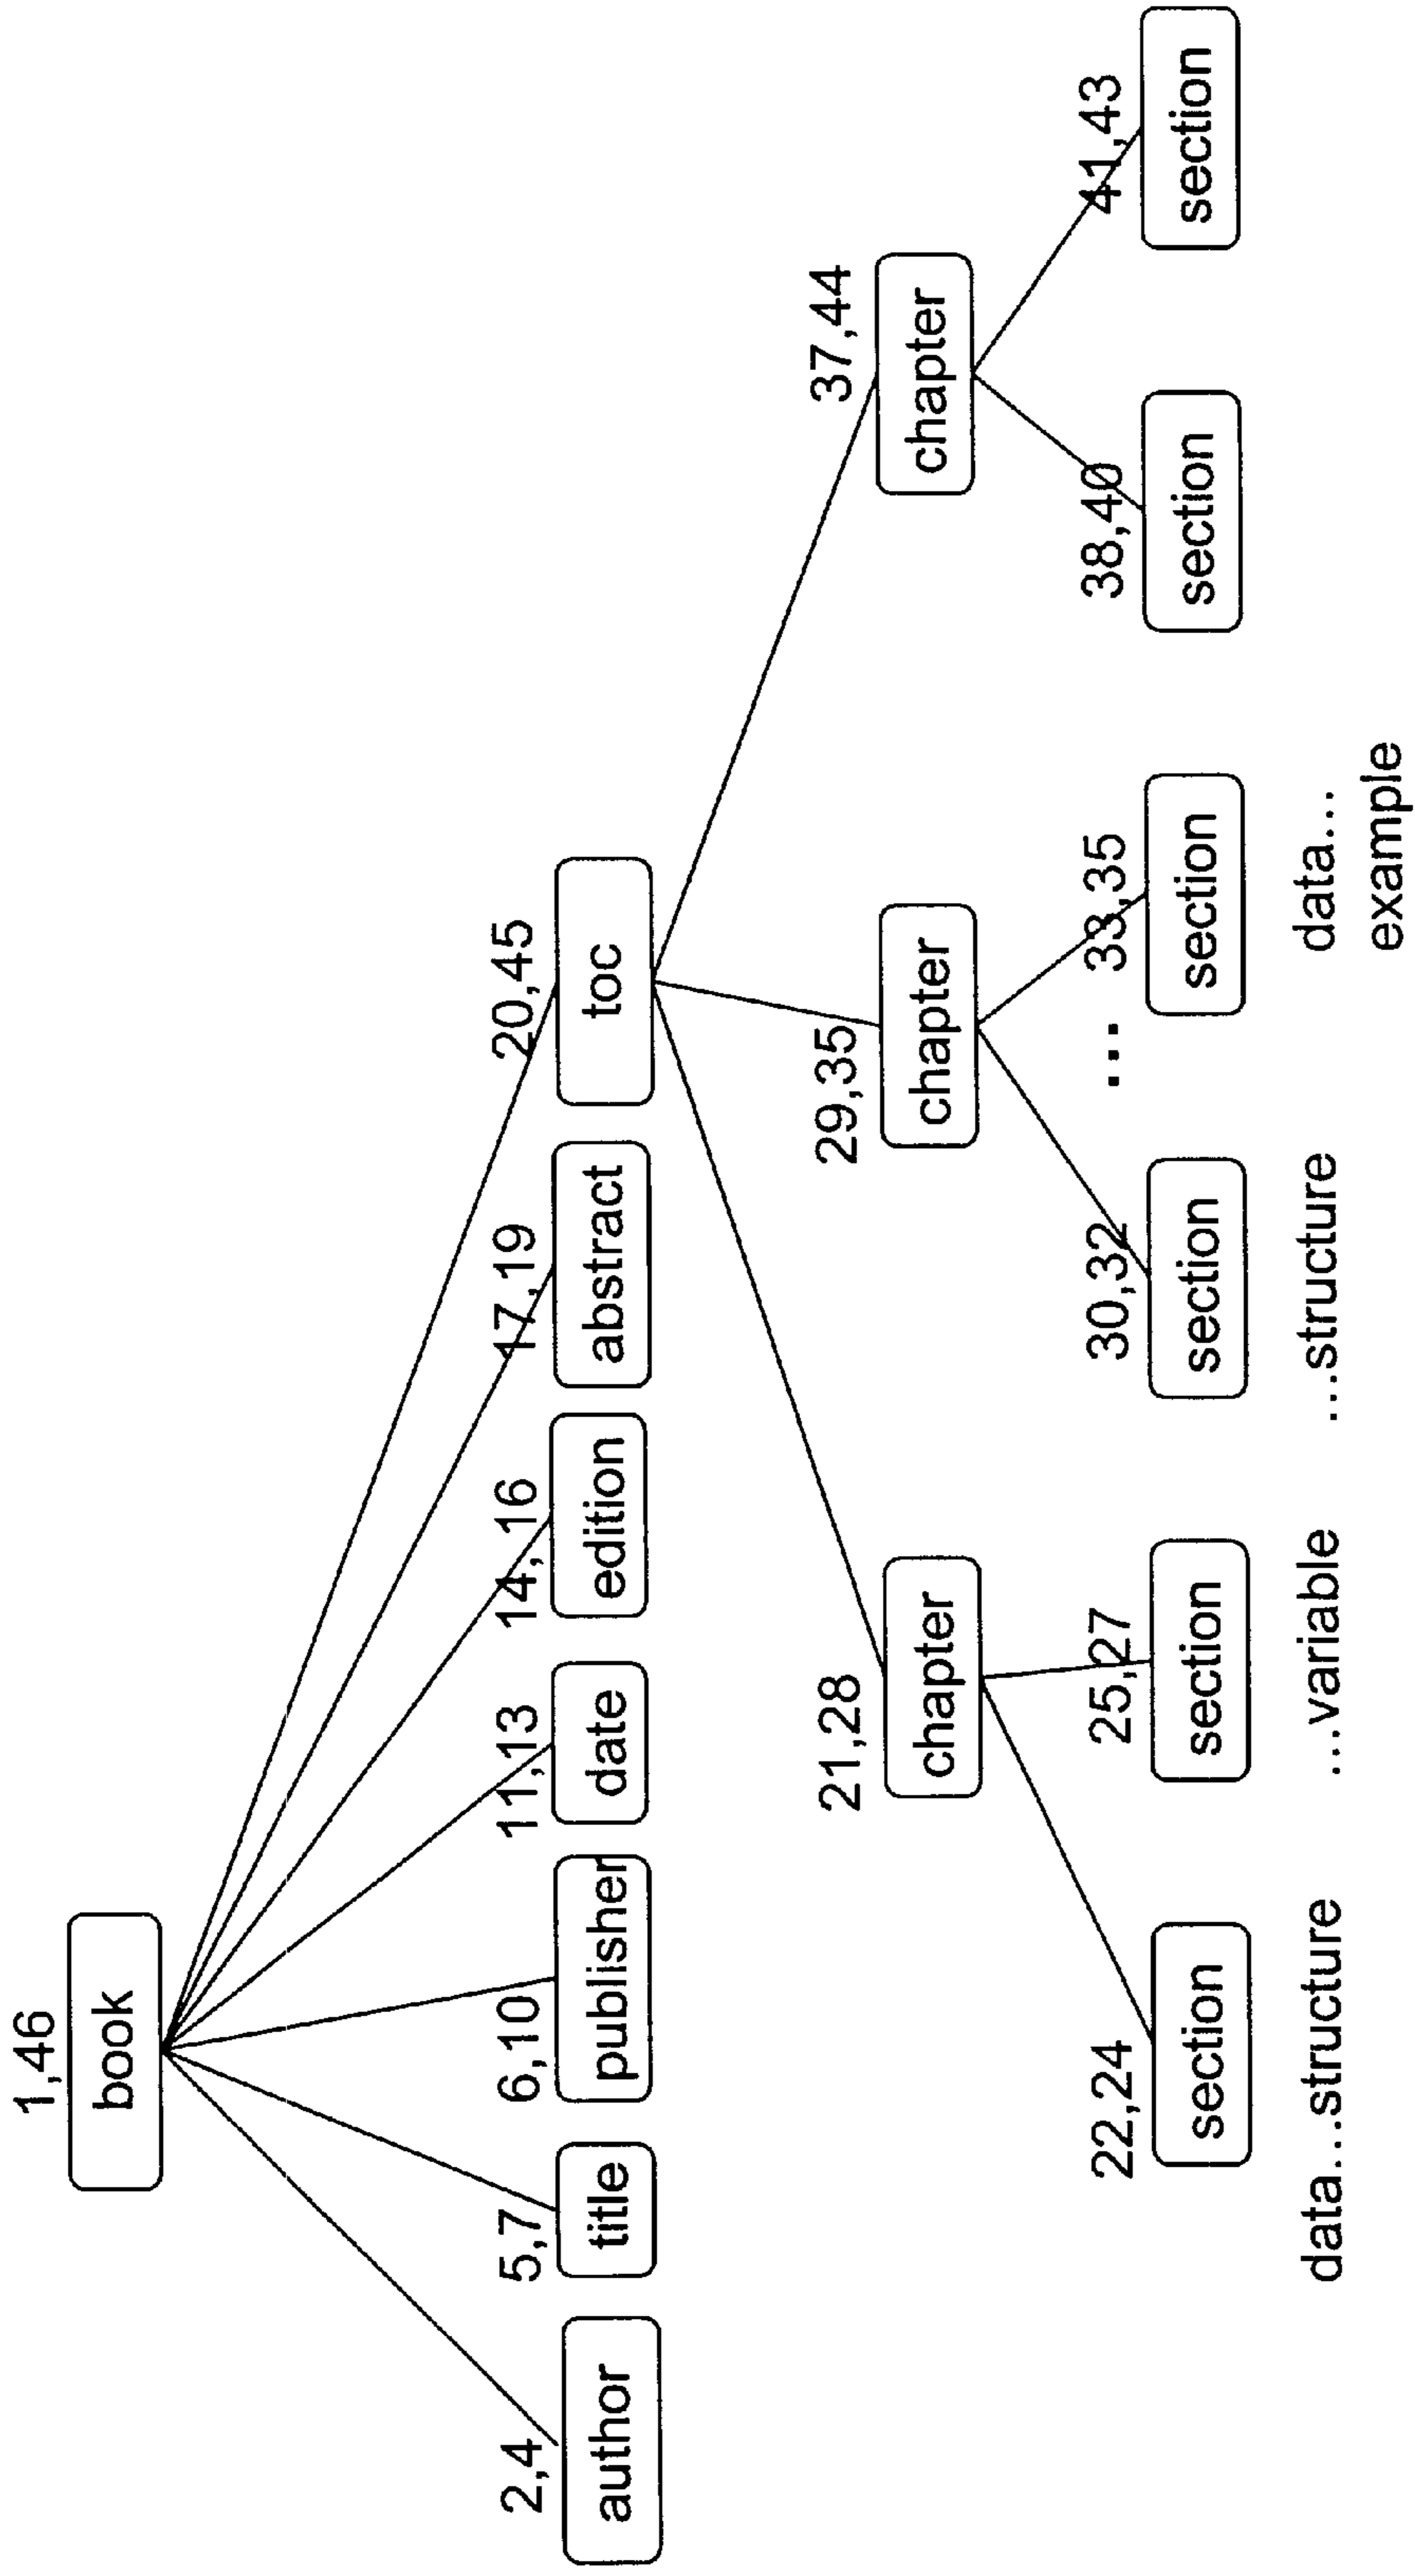 1,46
book
2,4
author
5,7
title
6,10
publisher
11,13
date
14,16
edition
17,19
abstract
20,45
toc
21,28
chapter
29,35
chapter
37,44
chapter
22,24
section
25,27
section
30,32
section
...
33,35
section
38,40
section
41,43
section
data...structure
...variable
...structure
data...
example